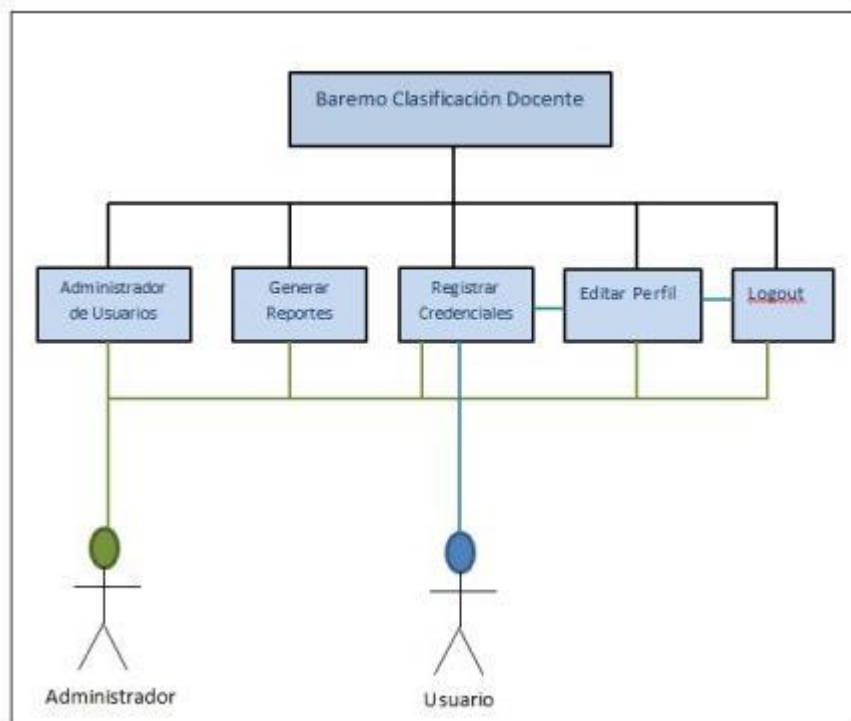 Baremo Clasificación Docente
Administrador
de Usuarios
Generar
Reportes
Registrar
Credenciales
Editar Perfil
Logout
Administrador
Usuario